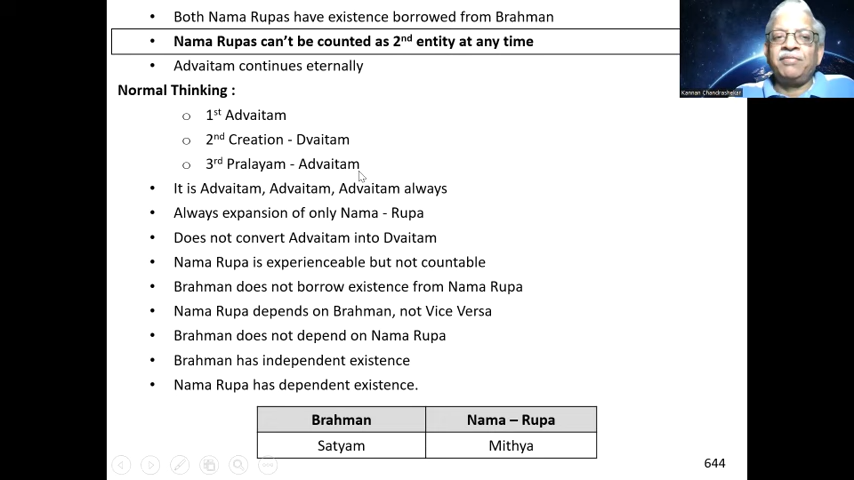 • Both Nama Rupas have existence borrowed from Brahman
• Nama Rupas can't be counted as 2nd entity at any time
• Advaitam continues eternally
Normal Thinking :
o 1st Advaitam
o 2nd Creation - Dvaitam
o 3rd Pralayam - Advaitam
• It is Advaitam, Advaitam, Advaitam always
• Always expansion of only Nama - Rupa
• Does not convert Advaitam into Dvaitam
• Nama Rupa is experienceable but not countable
• Brahman does not borrow existence from Nama Rupa
• Nama Rupa depends on Brahman, not Vice Versa
• Brahman does not depend on Nama Rupa
• Brahman has independent existence
• Nama Rupa has dependent existence.
Brahman Nama – Rupa
Satyam Mithya
644
Kannan Chandrashekar